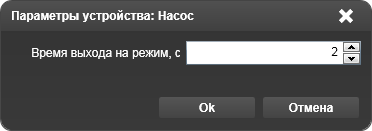 Параметры устройства: Насос
Время выхода на режим, с 2
Ok Отмена